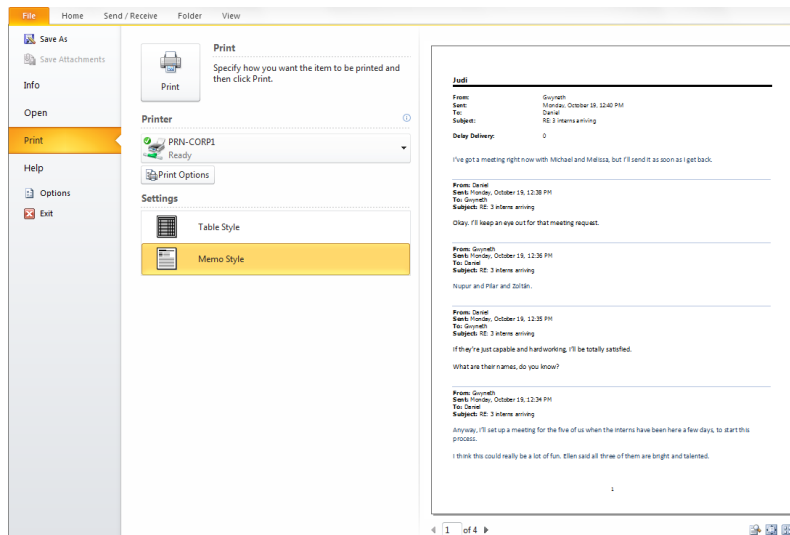 File Home Send / Receive Folder View
Save As
Save Attachments
Info
Open
Print
Help
Options
Exit
Print
Print
Specify how you want the item to be printed and
then click Print.
Printer
PRN-CORP1
Ready
Print Options
Settings
Table Style
Memo Style
Judi
From: Gwyneth
Sent: Monday, October 19, 12:40 PM
To: Daniel
Subject: RE: 3 interns arriving
Delay Delivery: 0
I've got a meeting right now with Michael and Melissa, but I'll send it as soon as I get back.
From: Daniel
Sent: Monday, October 19, 12:38 PM
To: Gwyneth
Subject: RE: 3 interns arriving
Okay. I'll keep an eye out for that meeting request.
From: Gwyneth
Sent: Monday, October 19, 12:36 PM
To: Daniel
Subject: RE: 3 interns arriving
Nupur and Pilar and Zoltán.
From: Daniel
Sent: Monday, October 19, 12:35 PM
To: Gwyneth
Subject: RE: 3 interns arriving
If they're just capable and hardworking, I'll be totally satisfied.
What are their names, do you know?
From: Gwyneth
Sent: Monday, October 19, 12:34 PM
To: Daniel
Subject: RE: 3 interns arriving
Anyway, I'll set up a meeting for the five of us when the interns have been here a few days, to start this
process.
I think this could really be a lot of fun. Ellen said all three of them are bright and talented.
1
1 of 4